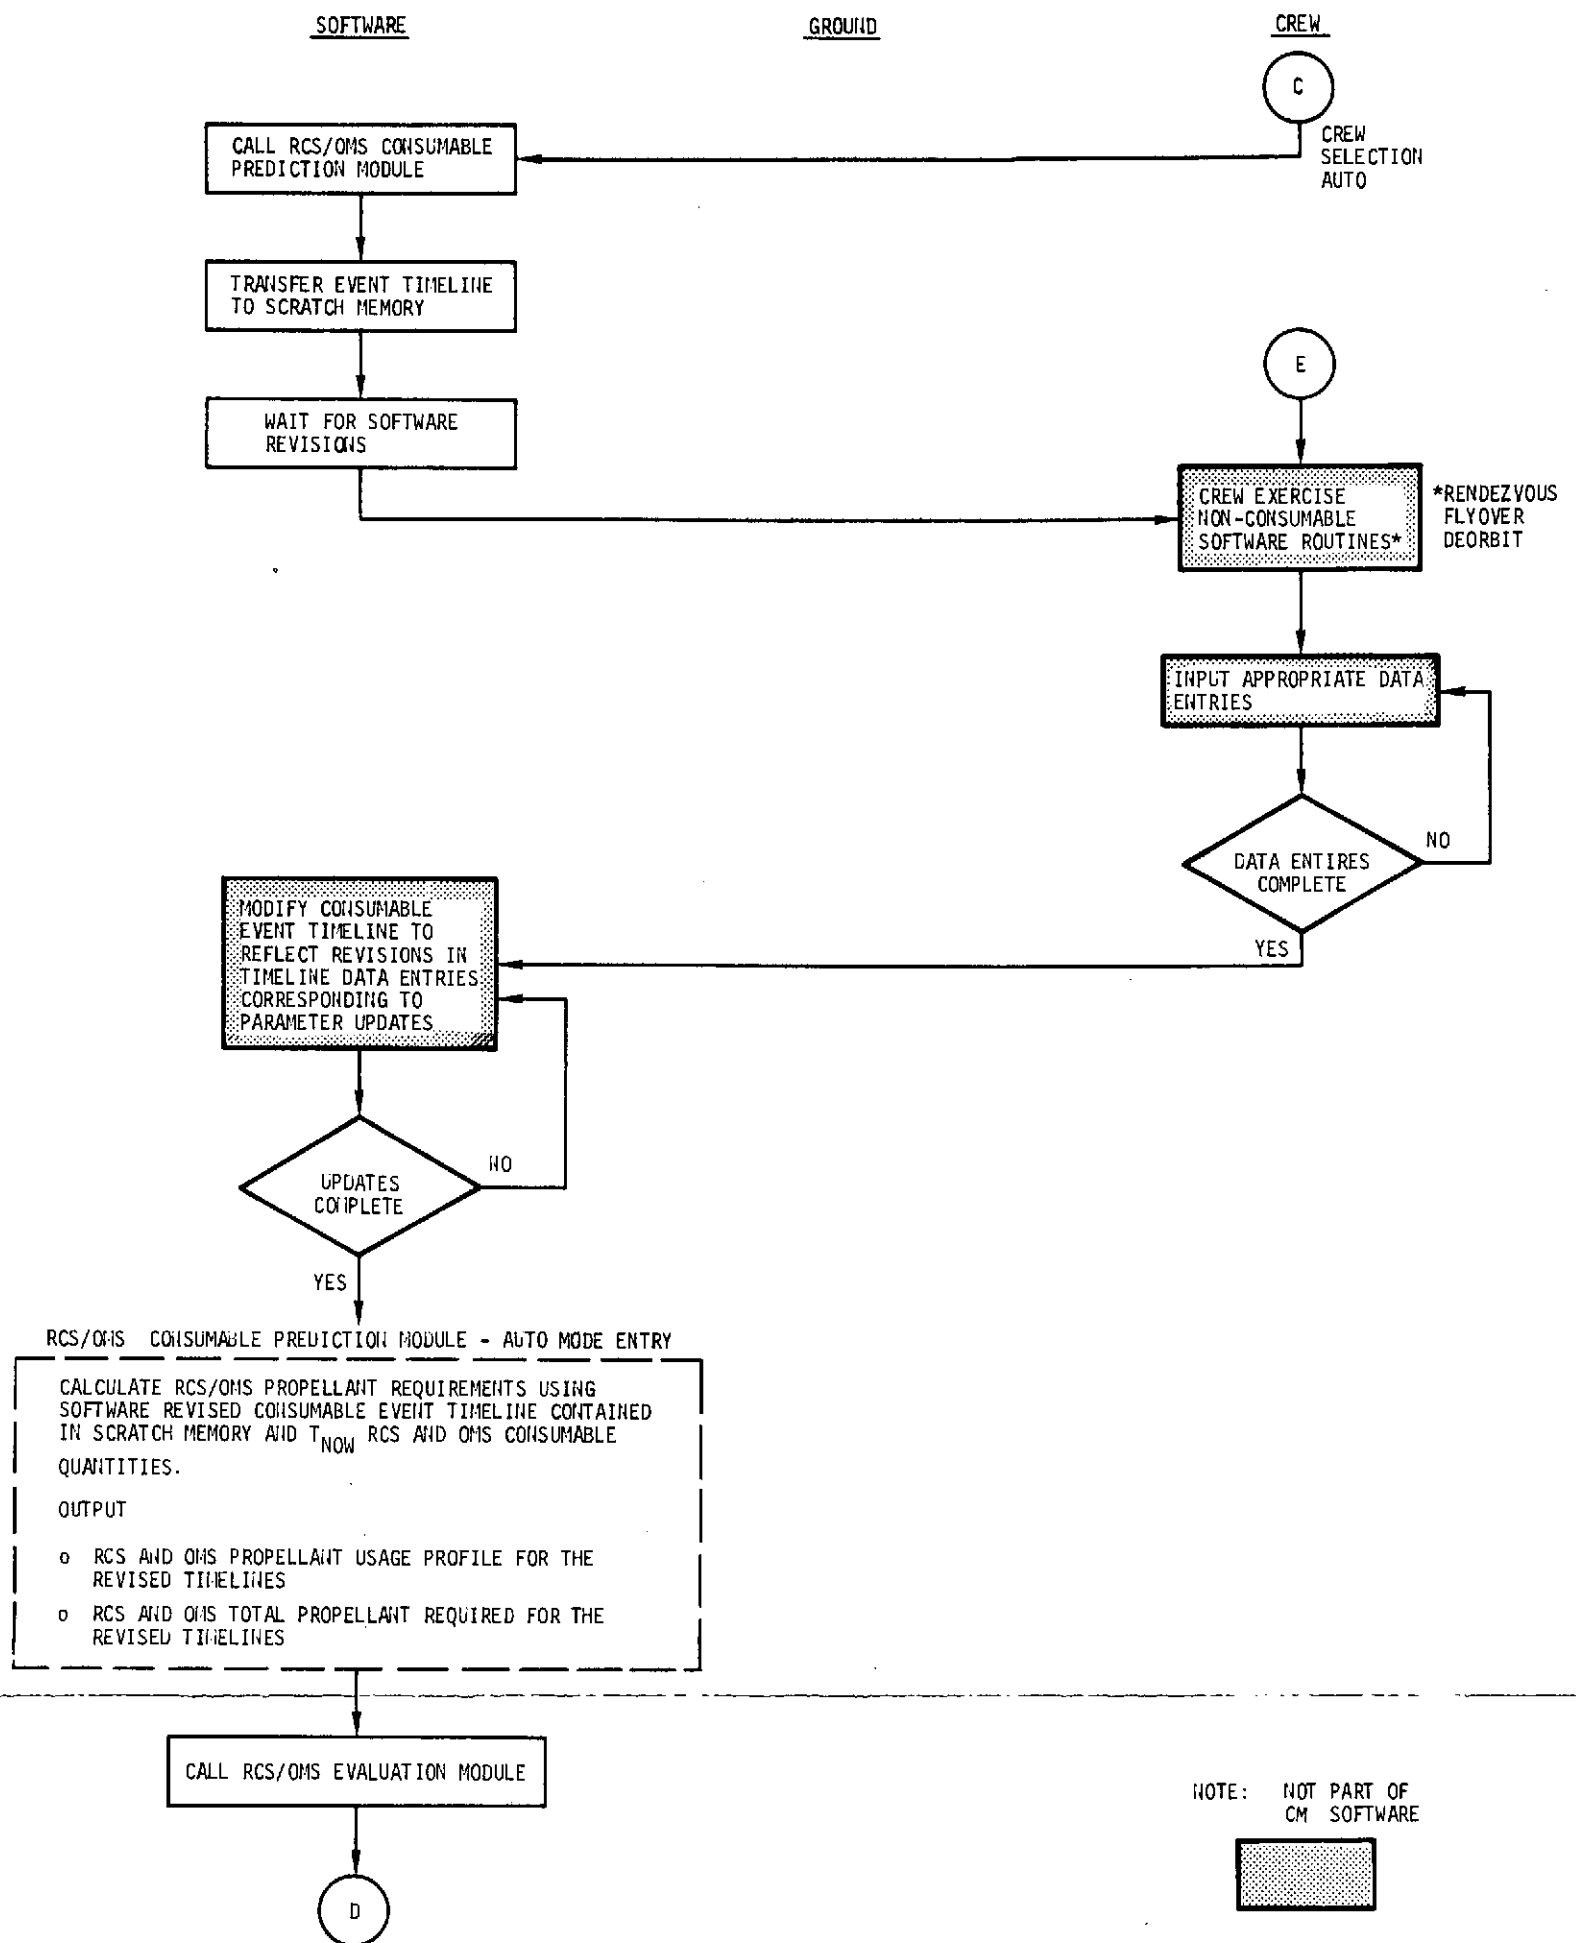 SOFTWARE
GROUND
CREW
C
CREW
SELECTION
AUTO
CALL RCS/OMS CONSUMABLE
PREDICTION MODULE
TRANSFER EVENT TIMELINE
TO SCRATCH MEMORY
WAIT FOR SOFTWARE
REVISIONS
E
CREW EXERCISE
NON-CONSUMABLE
SOFTWARE ROUTINES*
*RENDEZVOUS
FLYOVER
DEORBIT
INPUT APPROPRIATE DATA
ENTRIES
DATA ENTIRES
COMPLETE
NO
YES
MODIFY CONSUMABLE
EVENT TIMELINE TO
REFLECT REVISIONS IN
TIMELINE DATA ENTRIES
CORRESPONDING TO
PARAMETER UPDATES
UPDATES
COMPLETE
NO
YES
RCS/OMS CONSUMABLE PREDICTION MODULE - AUTO MODE ENTRY
CALCULATE RCS/OMS PROPELLANT REQUIREMENTS USING
SOFTWARE REVISED CONSUMABLE EVENT TIMELINE CONTAINED
IN SCRATCH MEMORY AND TNOW RCS AND OMS CONSUMABLE
QUANTITIES.
OUTPUT
o RCS AND OMS PROPELLANT USAGE PROFILE FOR THE
REVISED TIMELINES
o RCS AND OMS TOTAL PROPELLANT REQUIRED FOR THE
REVISED TIMELINES
CALL RCS/OMS EVALUATION MODULE
D
NOTE: NOT PART OF
CM SOFTWARE